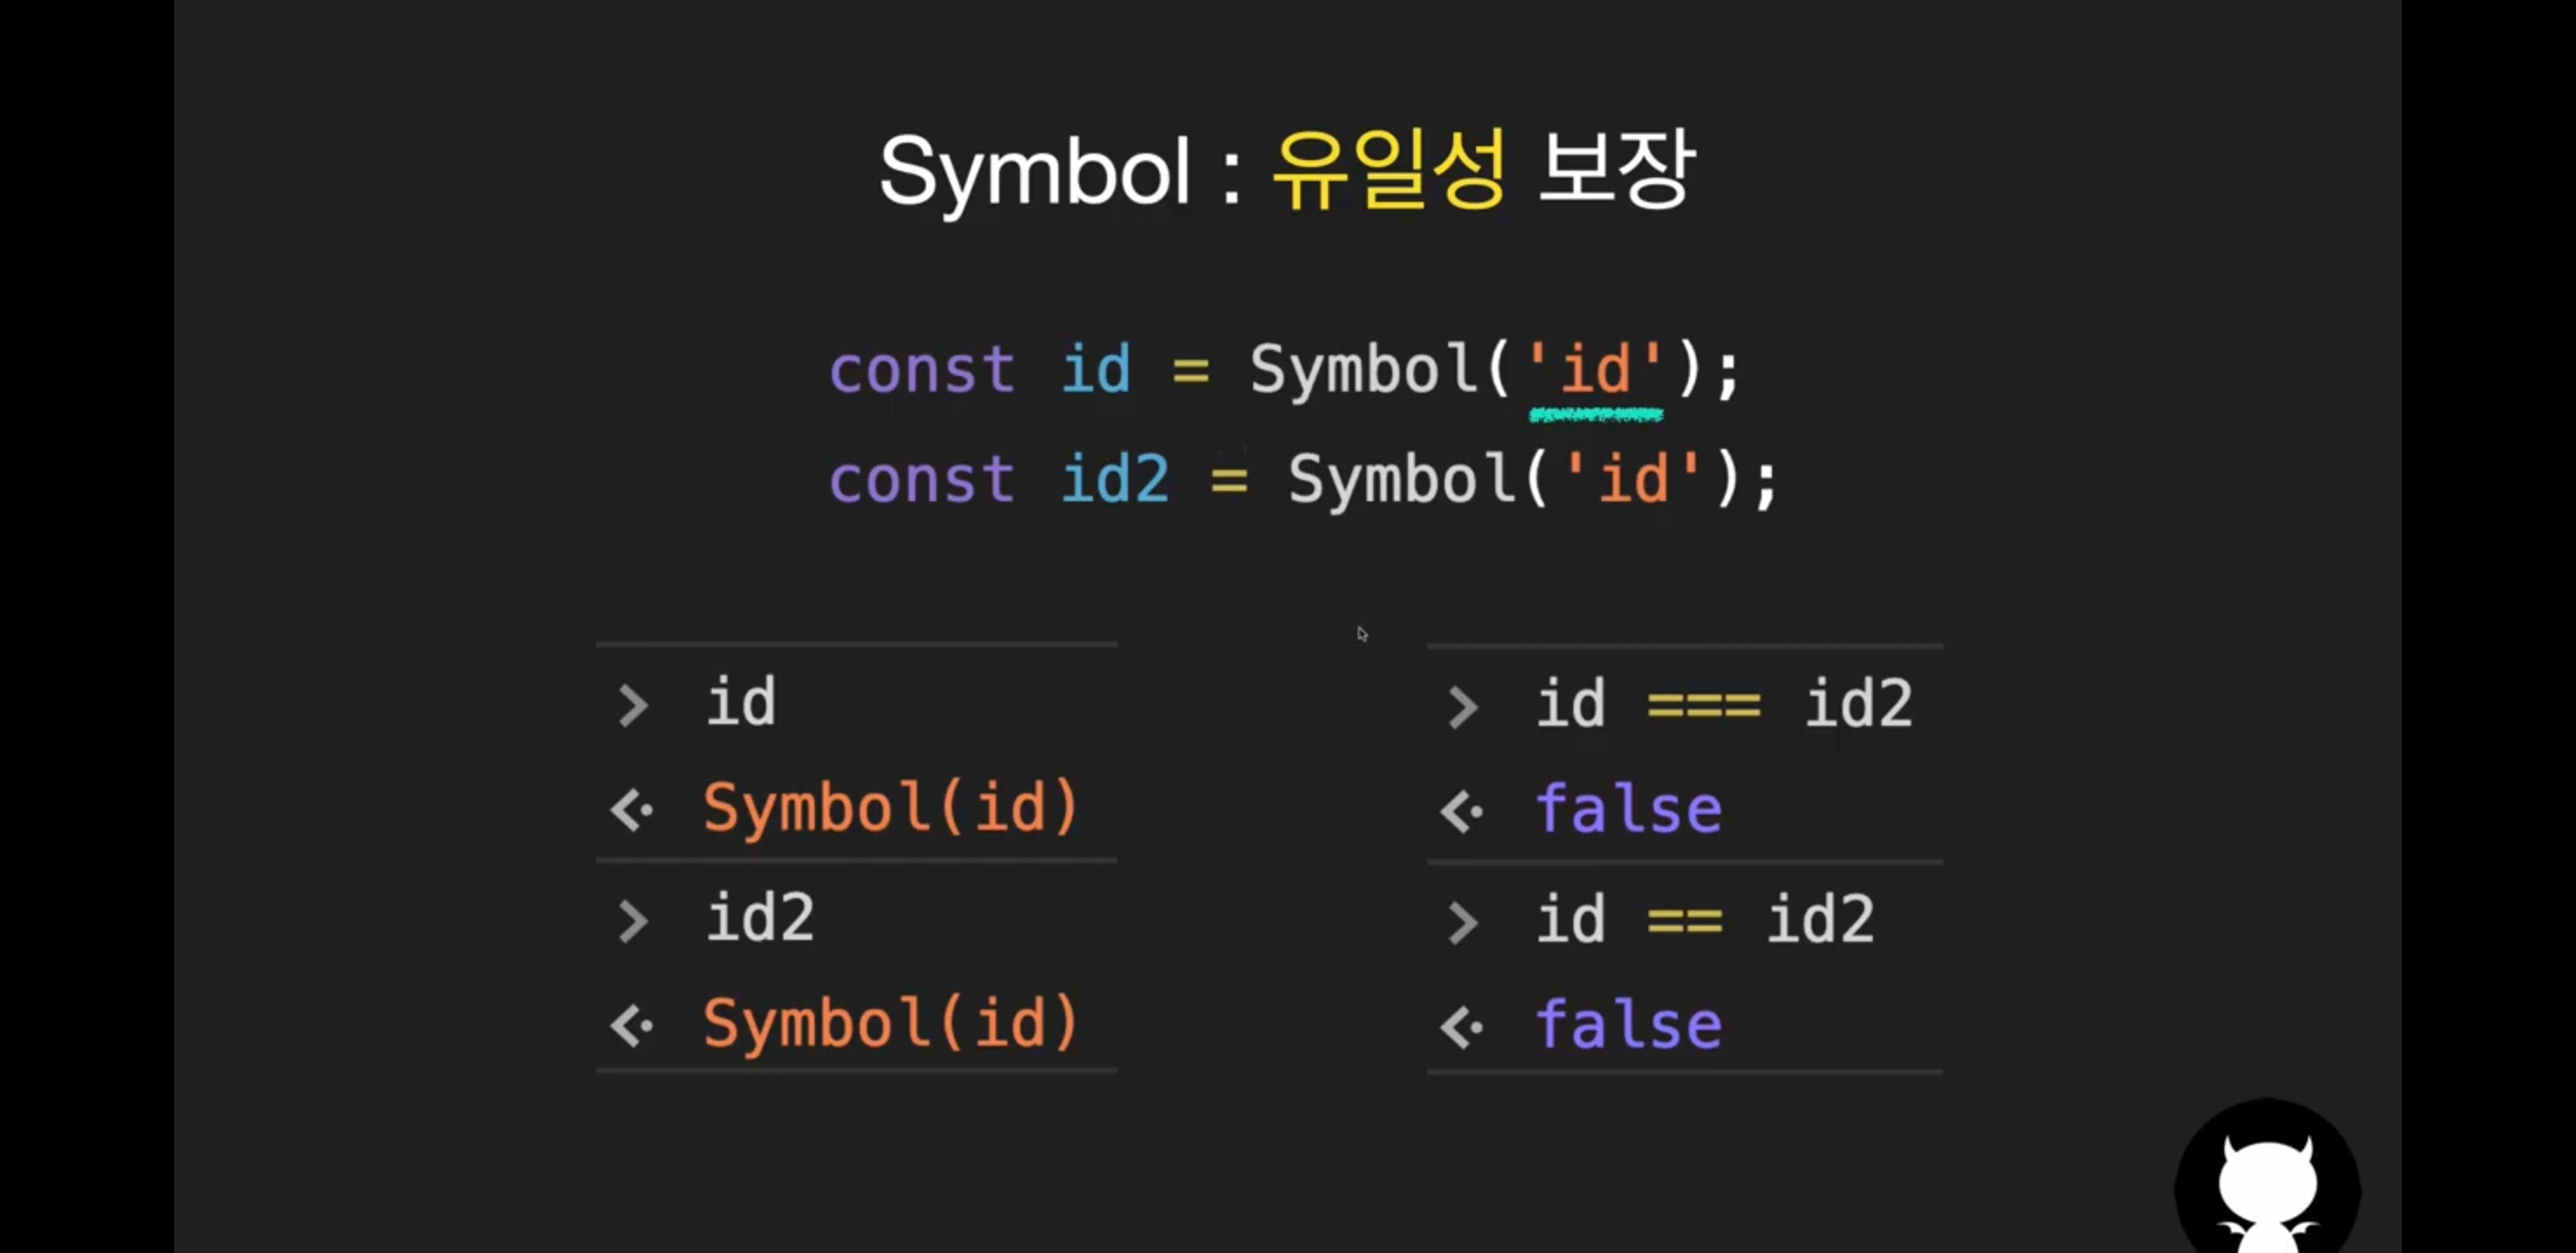 Symbol : 유일성 보장
const id = Symbol('id');
const id2 = Symbol('id');
> id
<· Symbol(id)
> id2
<· Symbol(id)
> id === id2
<· false
> id == id2
<· false